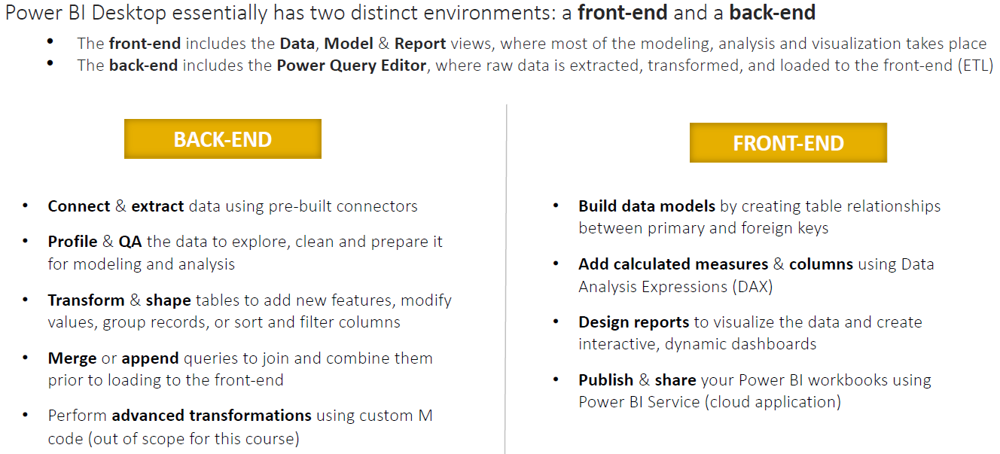 Power BI Desktop essentially has two distinct environments: a front-end and a back-end
• The front-end includes the Data, Model & Report views, where most of the modeling, analysis and visualization takes place
• The back-end includes the Power Query Editor, where raw data is extracted, transformed, and loaded to the front-end (ETL)
BACK-END
• Connect & extract data using pre-built connectors
• Profile & QA the data to explore, clean and prepare it
for modeling and analysis
• Transform & shape tables to add new features, modify
values, group records, or sort and filter columns
• Merge or append queries to join and combine them
prior to loading to the front-end
• Perform advanced transformations using custom M
code (out of scope for this course)
FRONT-END
• Build data models by creating table relationships
between primary and foreign keys
• Add calculated measures & columns using Data
Analysis Expressions (DAX)
• Design reports to visualize the data and create
interactive, dynamic dashboards
• Publish & share your Power BI workbooks using
Power BI Service (cloud application)